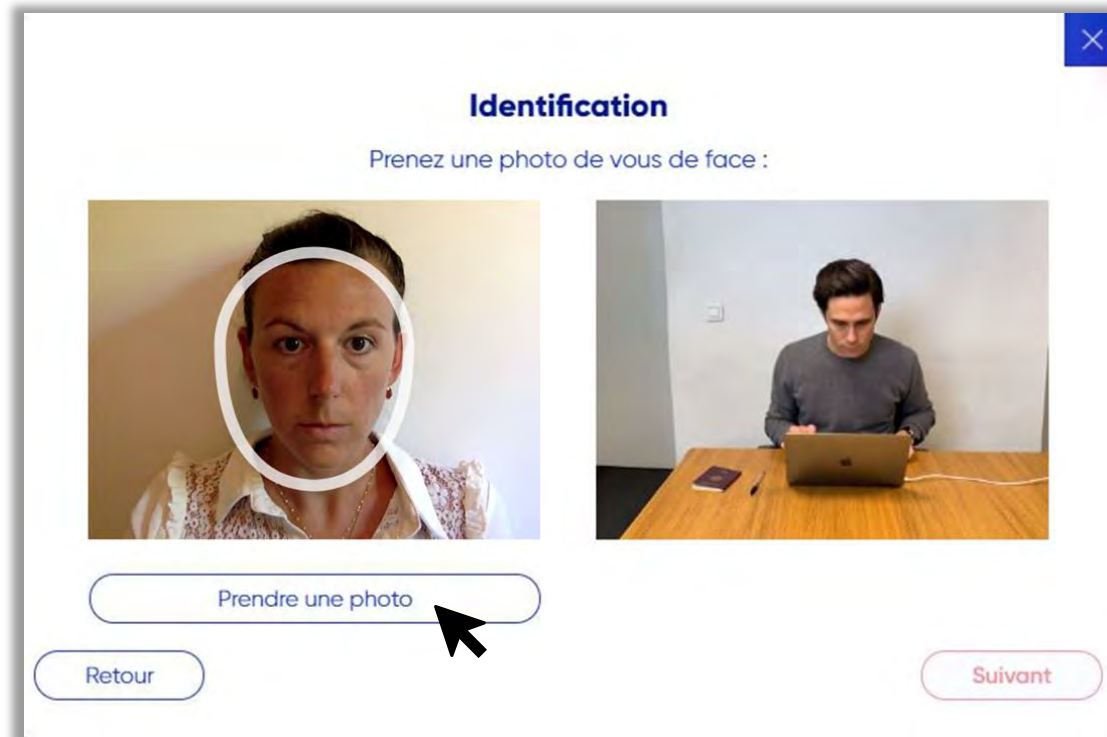 Identification
Prenez une photo de vous de face :
Prendre une photo
Retour
Suivant